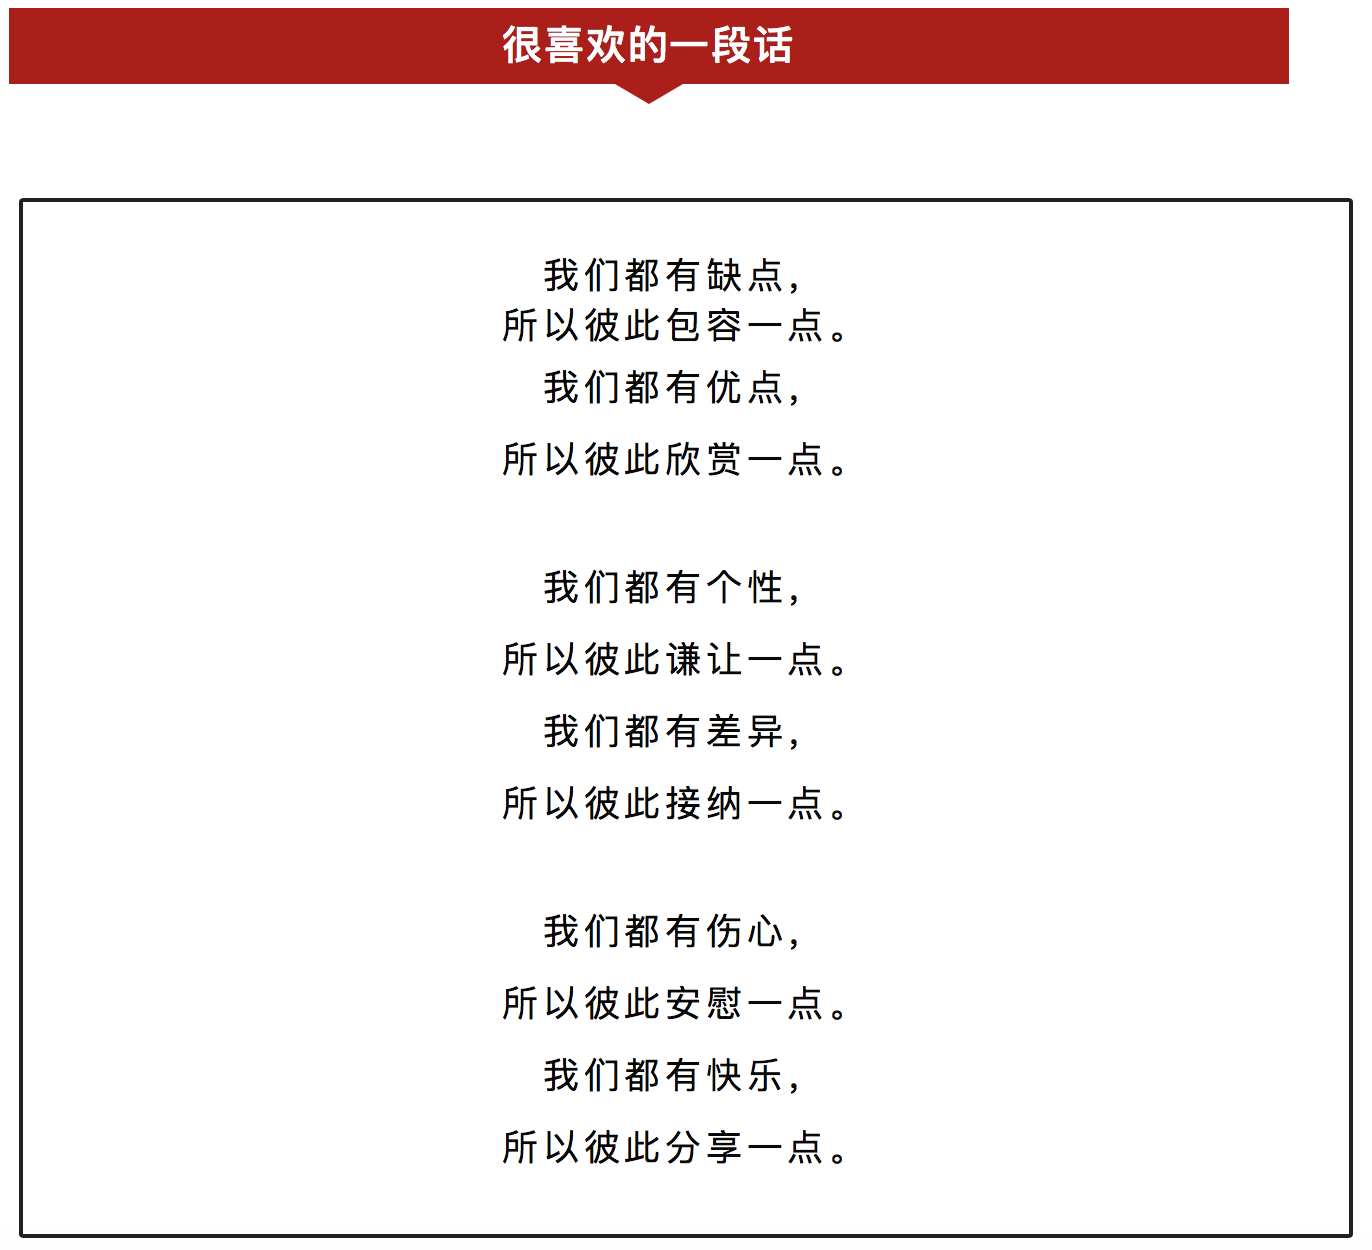 很喜欢的一段话
我们都有缺点，
所以彼此包容一点。
我们都有优点，
所以彼此欣赏一点。
我们都有个性，
所以彼此谦让一点。
我们都有差异，
所以彼此接纳一点。
我们都有伤心，
所以彼此安慰一点。
我们都有快乐，
所以彼此分享一点。